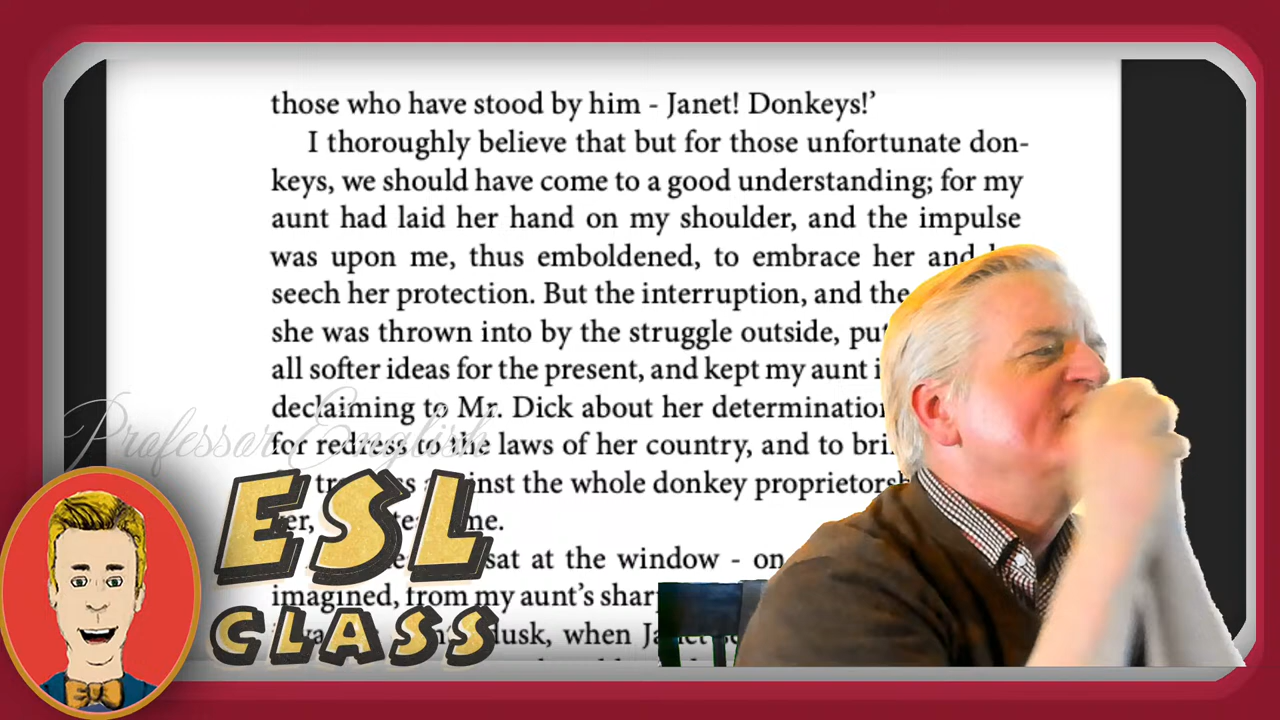 those who have stood by him - Janet! Donkeys!’
I thoroughly believe that but for those unfortunate don-
keys, we should have come to a good understanding; for my
aunt had laid her hand on my shoulder, and the impulse
was upon me, thus emboldened, to embrace her and
seech her protection. But the interruption, and the
she was thrown into by the struggle outside, put
all softer ideas for the present, and kept my aunt
declaiming to Mr. Dick about her determination
for redress to the laws of her country, and to
the whole donkey
me.
sat at the window - on
imagined, from my aunt’s
dusk, when Janet
Professor English
ESL
CLASS